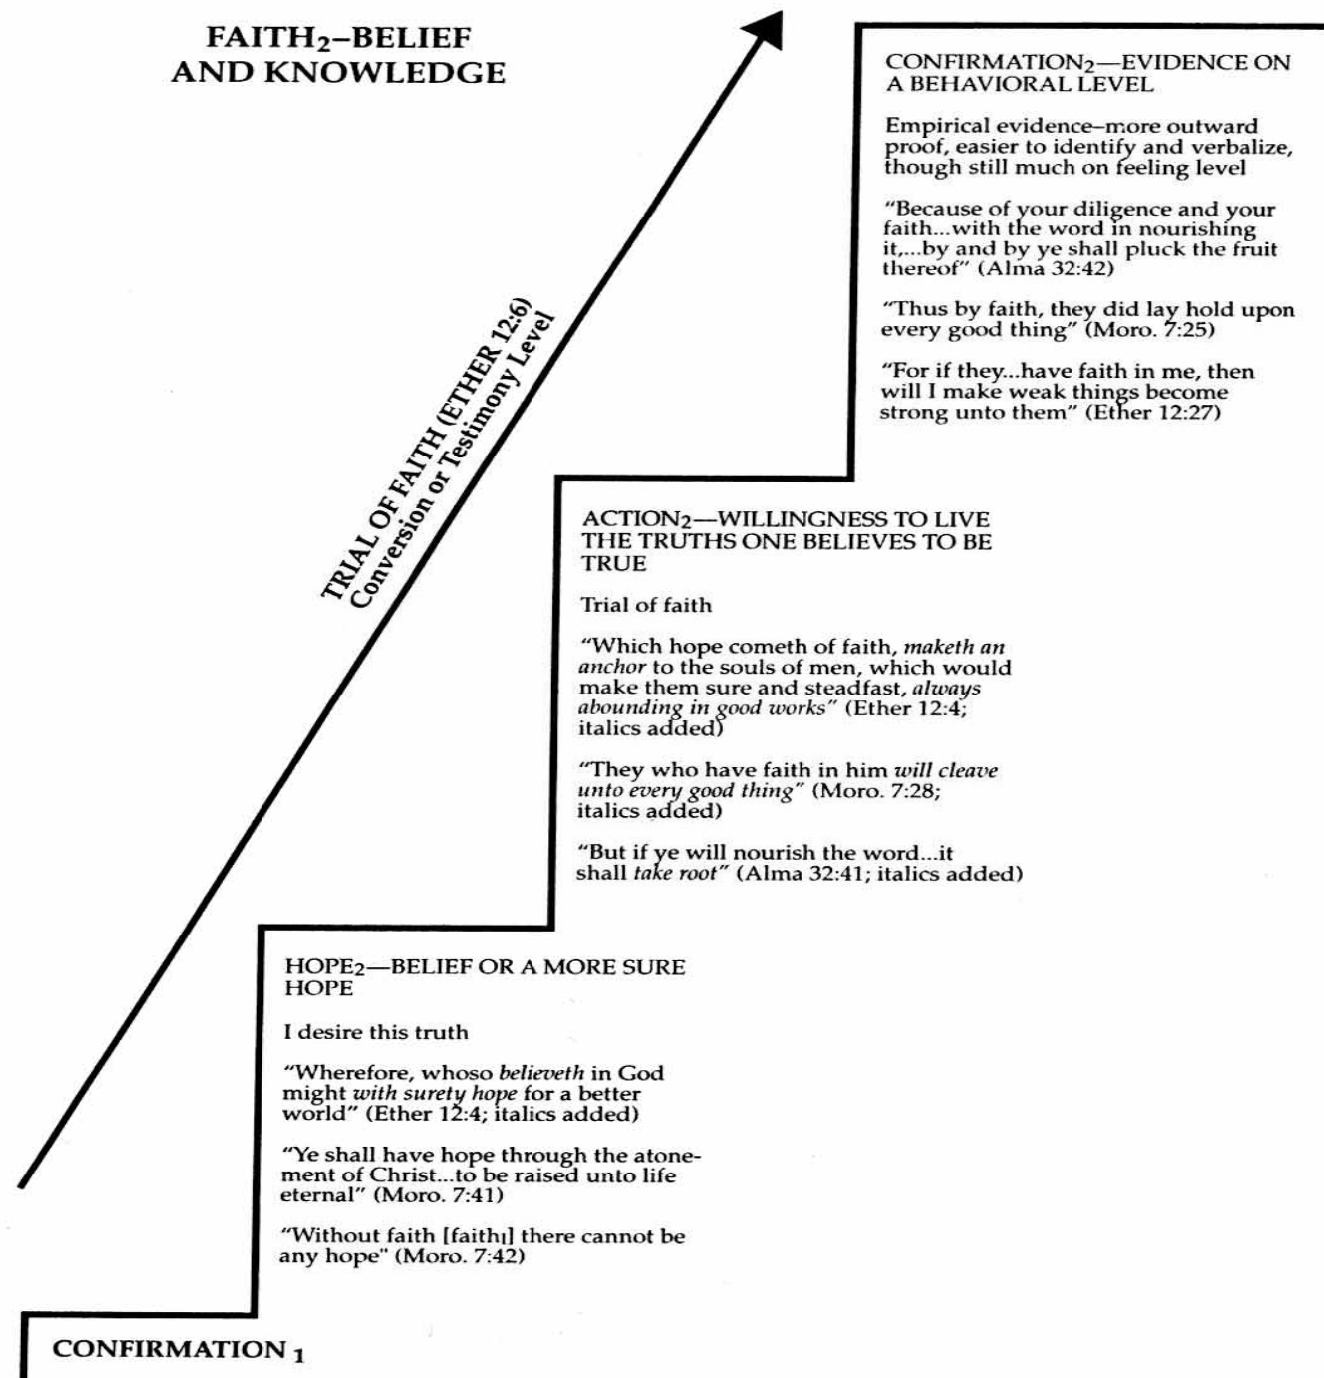 FAITH₂–BELIEF
AND KNOWLEDGE
TRIAL OF FAITH (ETHER 12:6)
Conversion or Testimony Level
CONFIRMATION₂—EVIDENCE ON
A BEHAVIORAL LEVEL
Empirical evidence–more outward
proof, easier to identify and verbalize,
though still much on feeling level
“Because of your diligence and your
faith...with the word in nourishing
it,...by and by ye shall pluck the fruit
thereof” (Alma 32:42)
“Thus by faith, they did lay hold upon
every good thing” (Moro. 7:25)
“For if they...have faith in me, then
will I make weak things become
strong unto them” (Ether 12:27)
ACTION₂—WILLINGNESS TO LIVE
THE TRUTHS ONE BELIEVES TO BE
TRUE
Trial of faith
“Which hope cometh of faith, maketh an
anchor to the souls of men, which would
make them sure and steadfast, always
abounding in good works” (Ether 12:4;
italics added)
“They who have faith in him will cleave
unto every good thing” (Moro. 7:28;
italics added)
“But if ye will nourish the word...it
shall take root” (Alma 32:41; italics added)
HOPE₂—BELIEF OR A MORE SURE
HOPE
I desire this truth
“Wherefore, whoso believeth in God
might with surety hope for a better
world” (Ether 12:4; italics added)
“Ye shall have hope through the atone-
ment of Christ...to be raised unto life
eternal” (Moro. 7:41)
“Without faith [faith₁] there cannot be
any hope" (Moro. 7:42)
CONFIRMATION ₁